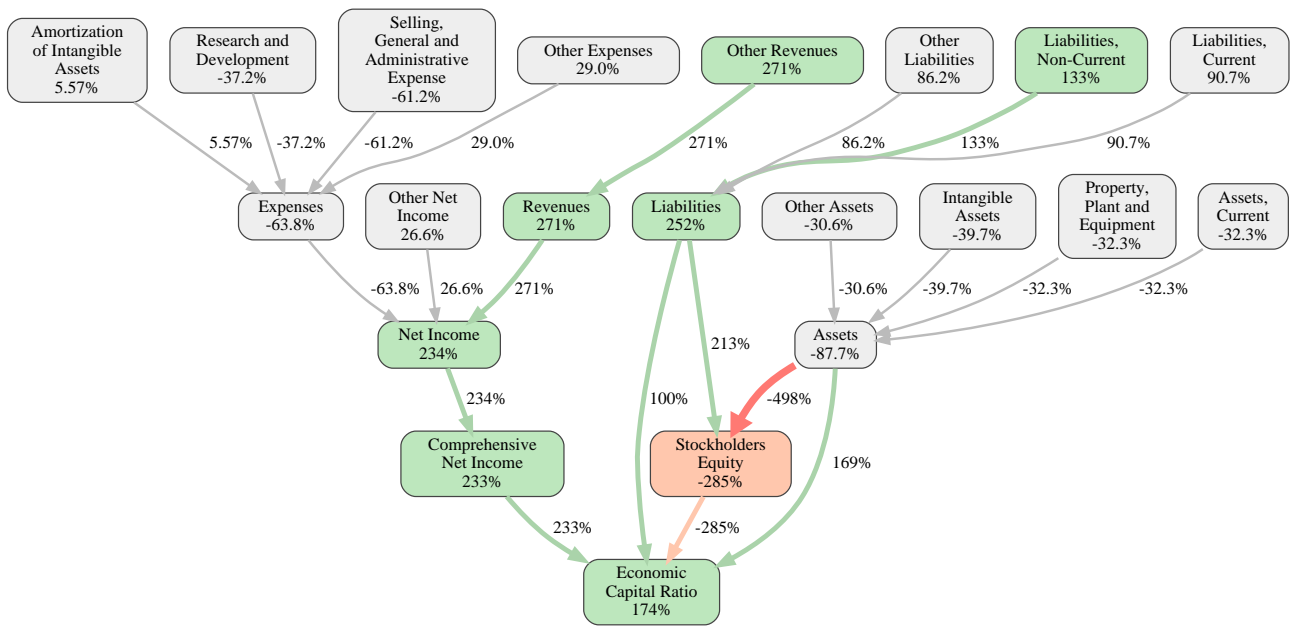 Amortization
of Intangible
Assets
5.57%
Research and
Development
-37.2%
Selling,
General and
Administrative
Expense
-61.2%
Other Expenses
29.0%
Other Revenues
271%
Other
Liabilities
86.2%
Liabilities,
Non-Current
133%
Liabilities,
Current
90.7%
5.57%
-37.2%
-61.2%
29.0%
271%
86.2%
133%
90.7%
Expenses
-63.8%
Other Net
Income
26.6%
Revenues
271%
Liabilities
252%
Other Assets
-30.6%
Intangible
Assets
-39.7%
Property,
Plant and
Equipment
-32.3%
Assets,
Current
-32.3%
-63.8%
26.6%
271%
-30.6%
-39.7%
-32.3%
-32.3%
Net Income
234%
213%
Assets
-87.7%
234%
100%
-498%
Comprehensive
Net Income
233%
Stockholders
Equity
-285%
169%
233%
-285%
Economic
Capital Ratio
174%